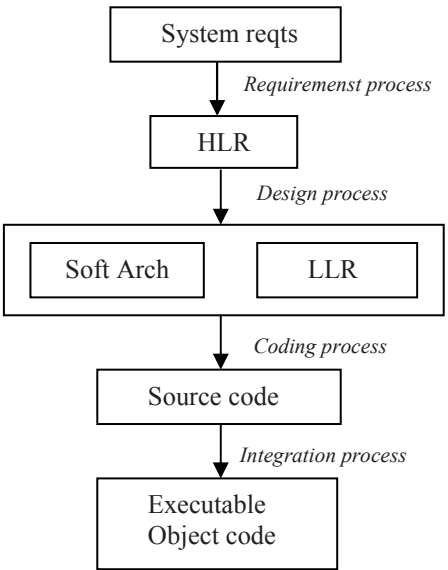 System reqts
Requiremenst process
HLR
Design process
Soft Arch
LLR
Coding process
Source code
Integration process
Executable
Object code